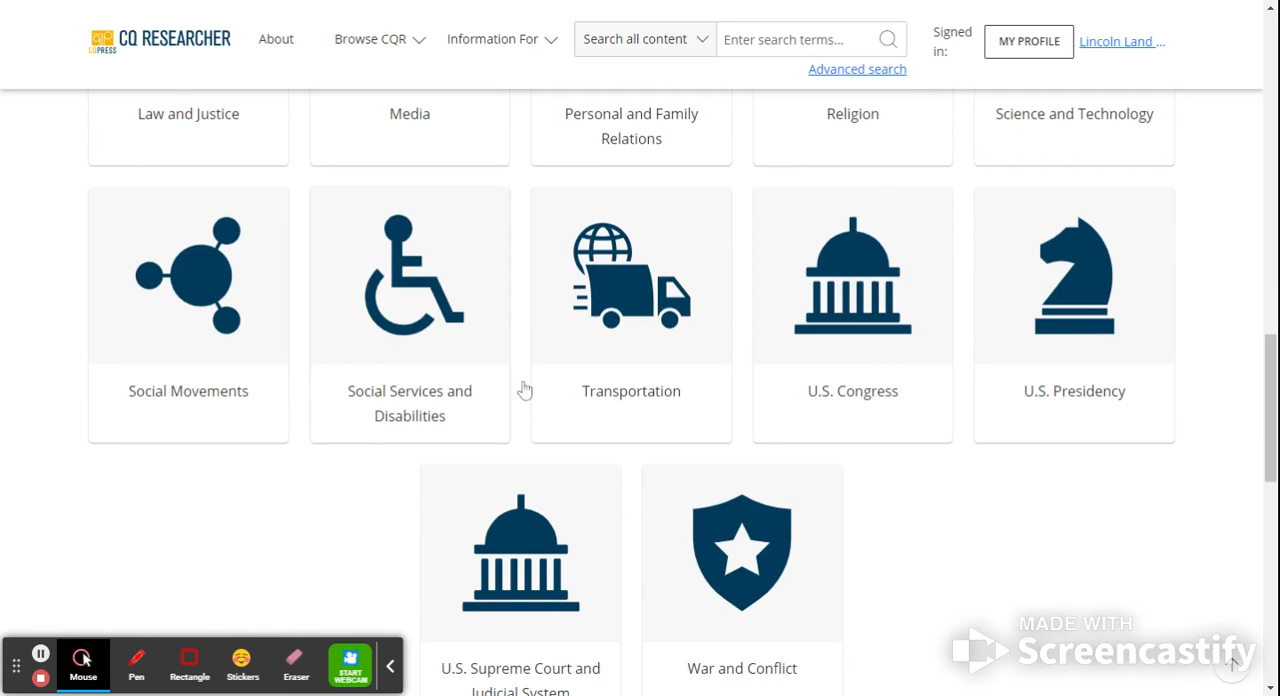 CQ PRESS
CQ RESEARCHER
About
Browse CQR
Information For
Search all content
Enter search terms...
Signed in:
MY PROFILE
Lincoln Land ...
Advanced search
Law and Justice
Media
Personal and Family
Relations
Religion
Science and Technology
Social Movements
Social Services and
Disabilities
Transportation
U.S. Congress
U.S. Presidency
U.S. Supreme Court and
Judicial System
War and Conflict
Mouse
Pen
Rectangle
Stickers
Eraser
START
WEBCAM
MADE WITH
Screencastify